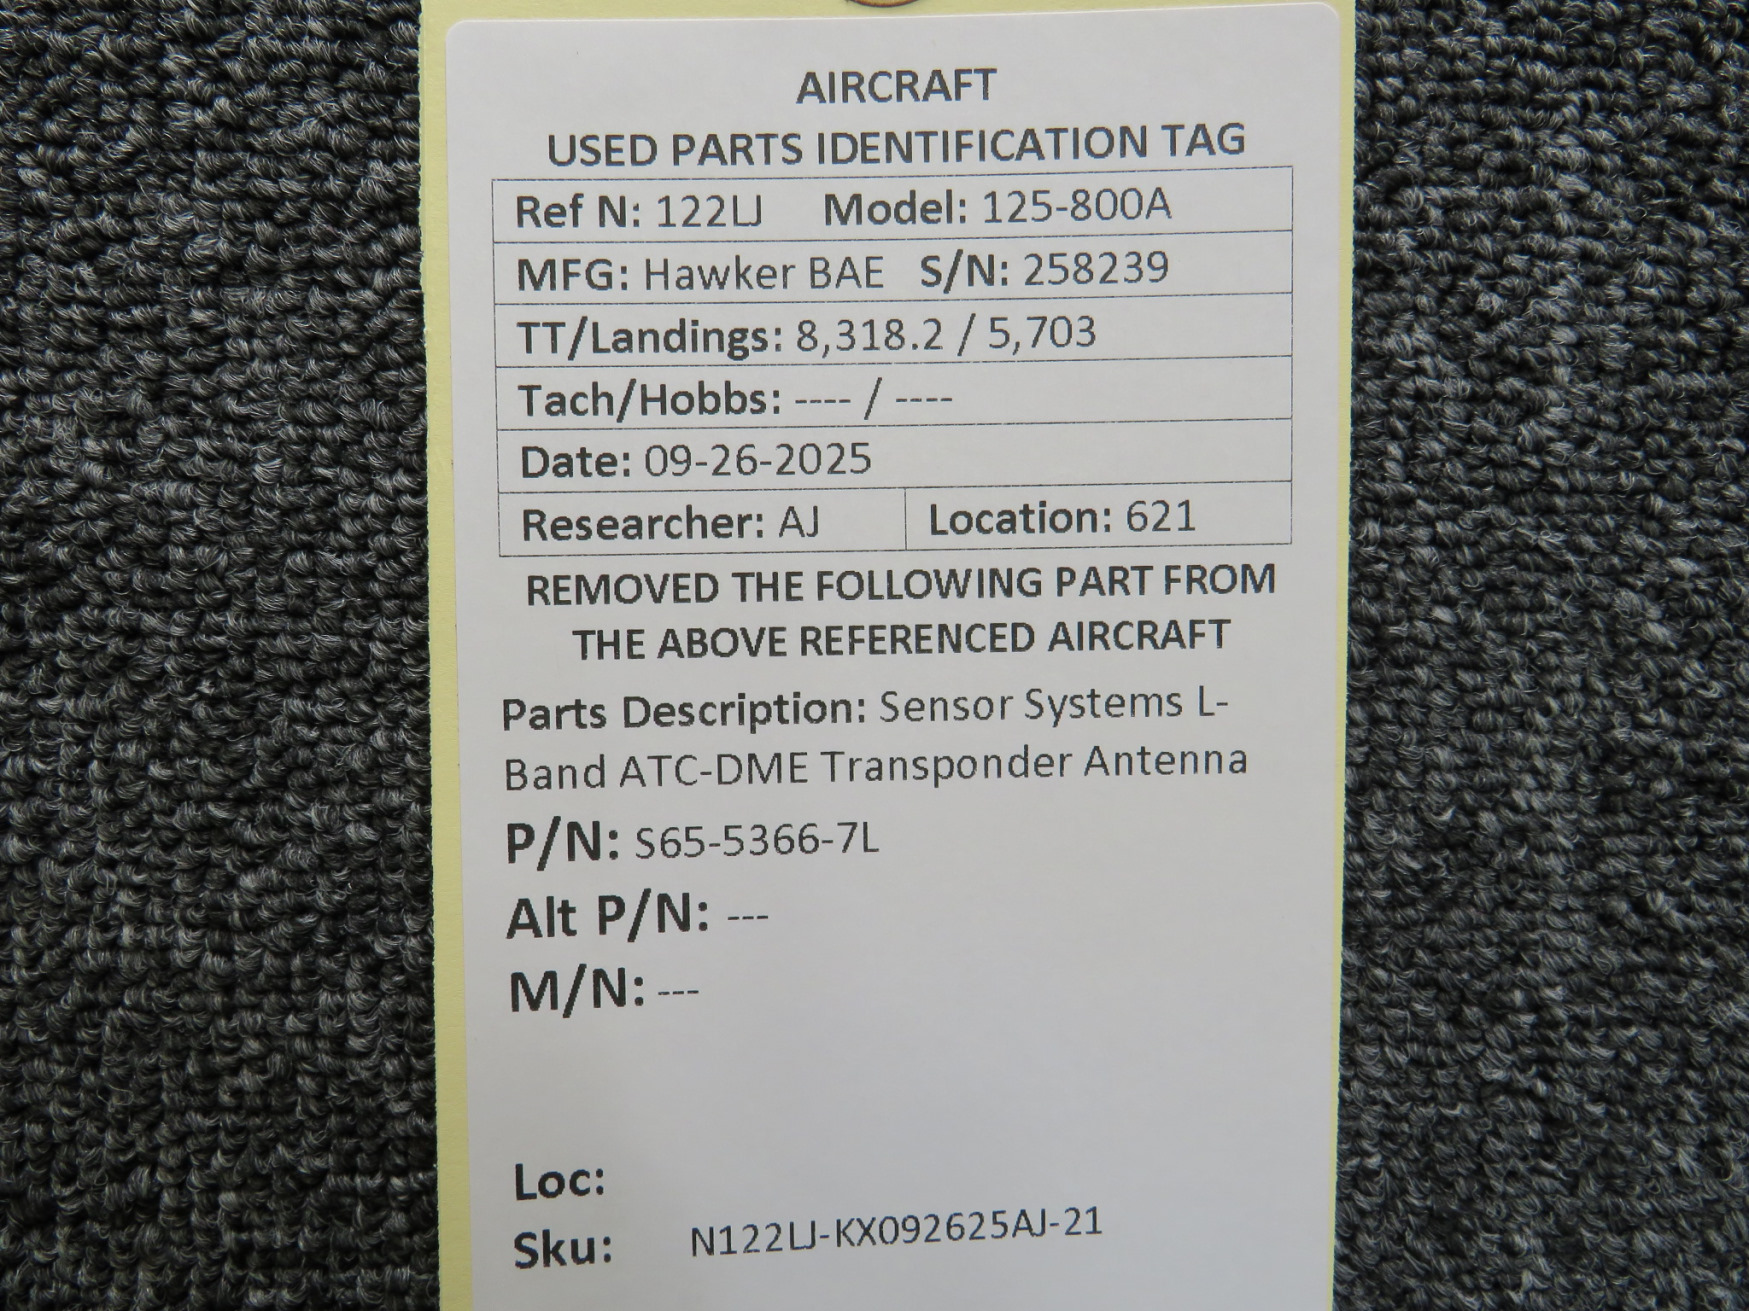 AIRCRAFT
USED PARTS IDENTIFICATION TAG
Ref N: 122LJ Model: 125-800A
MFG: Hawker BAE S/N: 258239
TT/Landings: 8,318.2 / 5,703
Tach/Hobbs: ---- / ----
Date: 09-26-2025
Researcher: AJ Location: 621
REMOVED THE FOLLOWING PART FROM
THE ABOVE REFERENCED AIRCRAFT
Parts Description: Sensor Systems L-
Band ATC-DME Transponder Antenna
P/N: S65-5366-7L
Alt P/N: ---
M/N: ---
Loc:
Sku: N122LJ-KX092625AJ-21